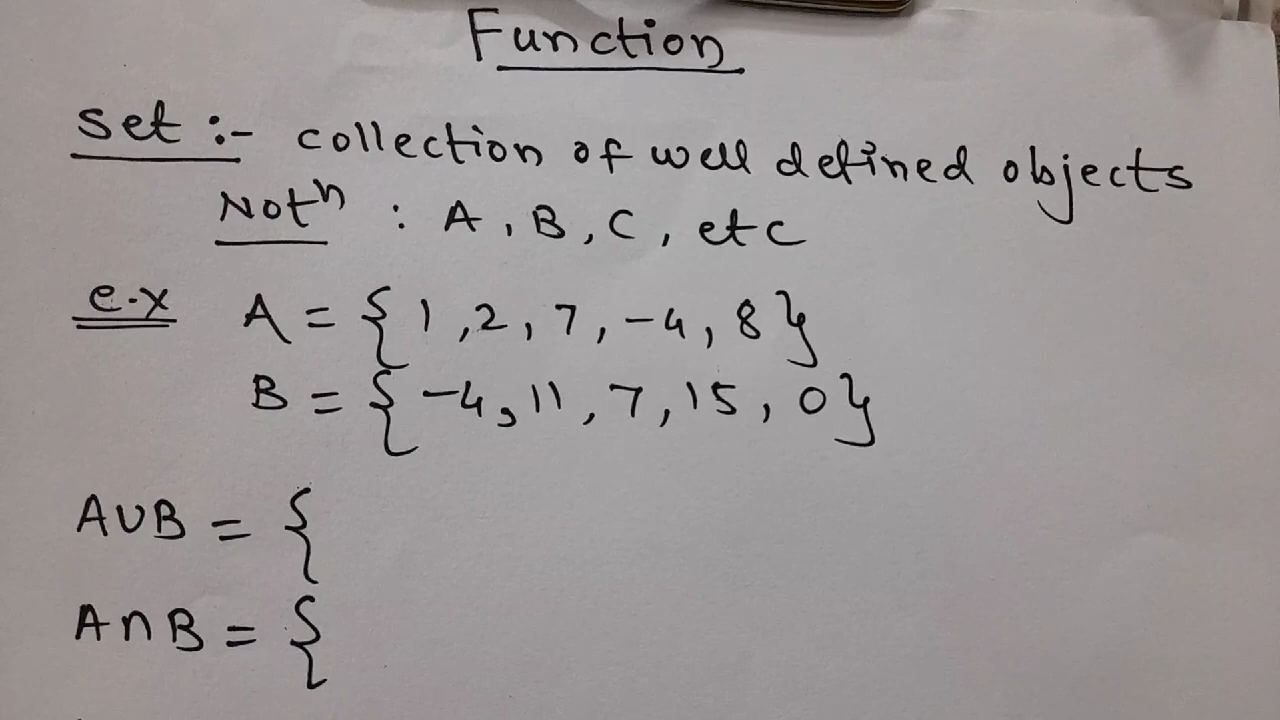 Function
Set :- collection of well defined objects
Notⁿ : A, B, C, etc
e.x A = {1, 2, 7, -4, 8}
B = {-4, 11, 7, 15, 0}
A∪B = {
A∩B = {